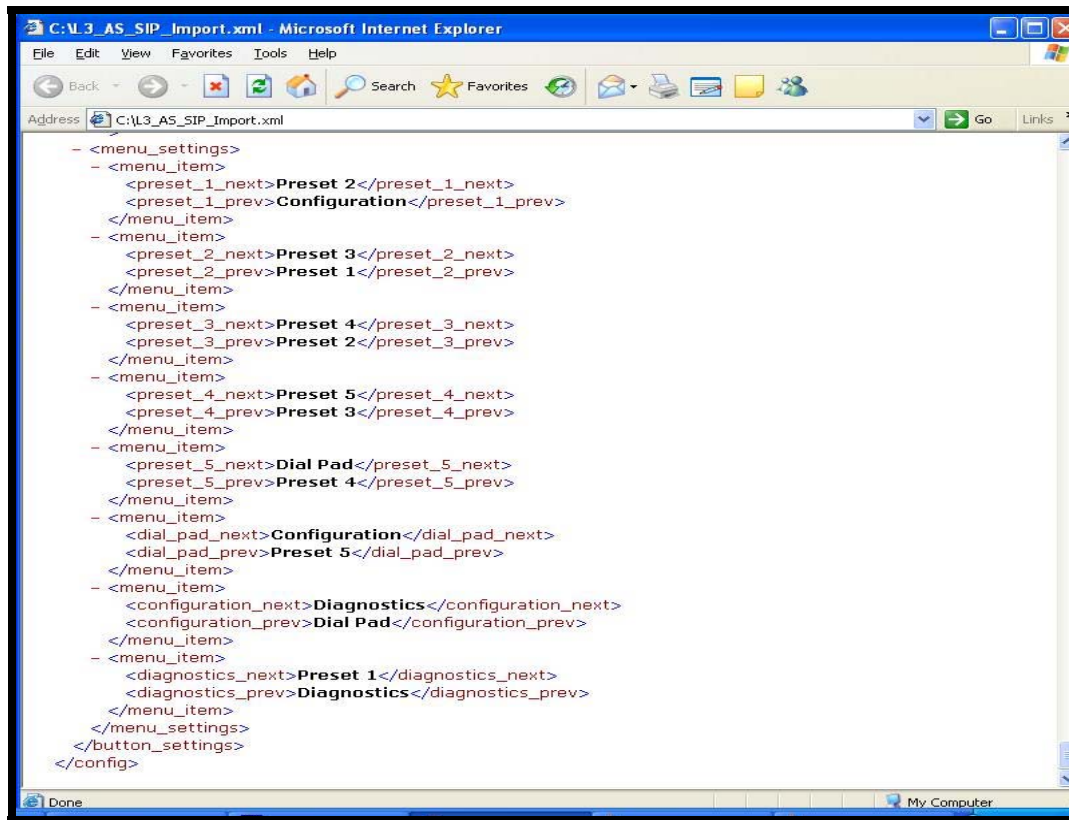 C:\L3_AS_SIP_Import.xml - Microsoft Internet Explorer
File Edit View Favorites Tools Help
Back Search Favorites
Address C:\L3_AS_SIP_Import.xml Go Links
- <menu_settings>
- <menu_item>
<preset_1_next>Preset 2</preset_1_next>
<preset_1_prev>Configuration</preset_1_prev>
</menu_item>
- <menu_item>
<preset_2_next>Preset 3</preset_2_next>
<preset_2_prev>Preset 1</preset_2_prev>
</menu_item>
- <menu_item>
<preset_3_next>Preset 4</preset_3_next>
<preset_3_prev>Preset 2</preset_3_prev>
</menu_item>
- <menu_item>
<preset_4_next>Preset 5</preset_4_next>
<preset_4_prev>Preset 3</preset_4_prev>
</menu_item>
- <menu_item>
<preset_5_next>Dial Pad</preset_5_next>
<preset_5_prev>Preset 4</preset_5_prev>
</menu_item>
- <menu_item>
<dial_pad_next>Configuration</dial_pad_next>
<dial_pad_prev>Preset 5</dial_pad_prev>
</menu_item>
- <menu_item>
<configuration_next>Diagnostics</configuration_next>
<configuration_prev>Dial Pad</configuration_prev>
</menu_item>
- <menu_item>
<diagnostics_next>Preset 1</diagnostics_next>
<diagnostics_prev>Diagnostics</diagnostics_prev>
</menu_item>
</menu_settings>
</button_settings>
</config>
Done My Computer